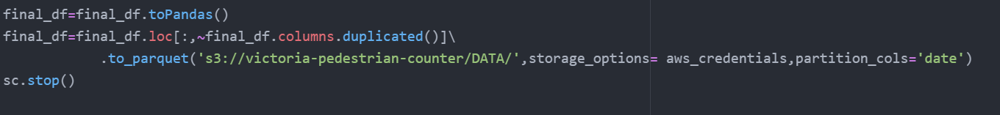 final_df=final_df.toPandas()
final_df=final_df.loc[:,~final_df.columns.duplicated()]\
.to_parquet('s3://victoria-pedestrian-counter/DATA/',storage_options= aws_credentials,partition_cols='date')
sc.stop()